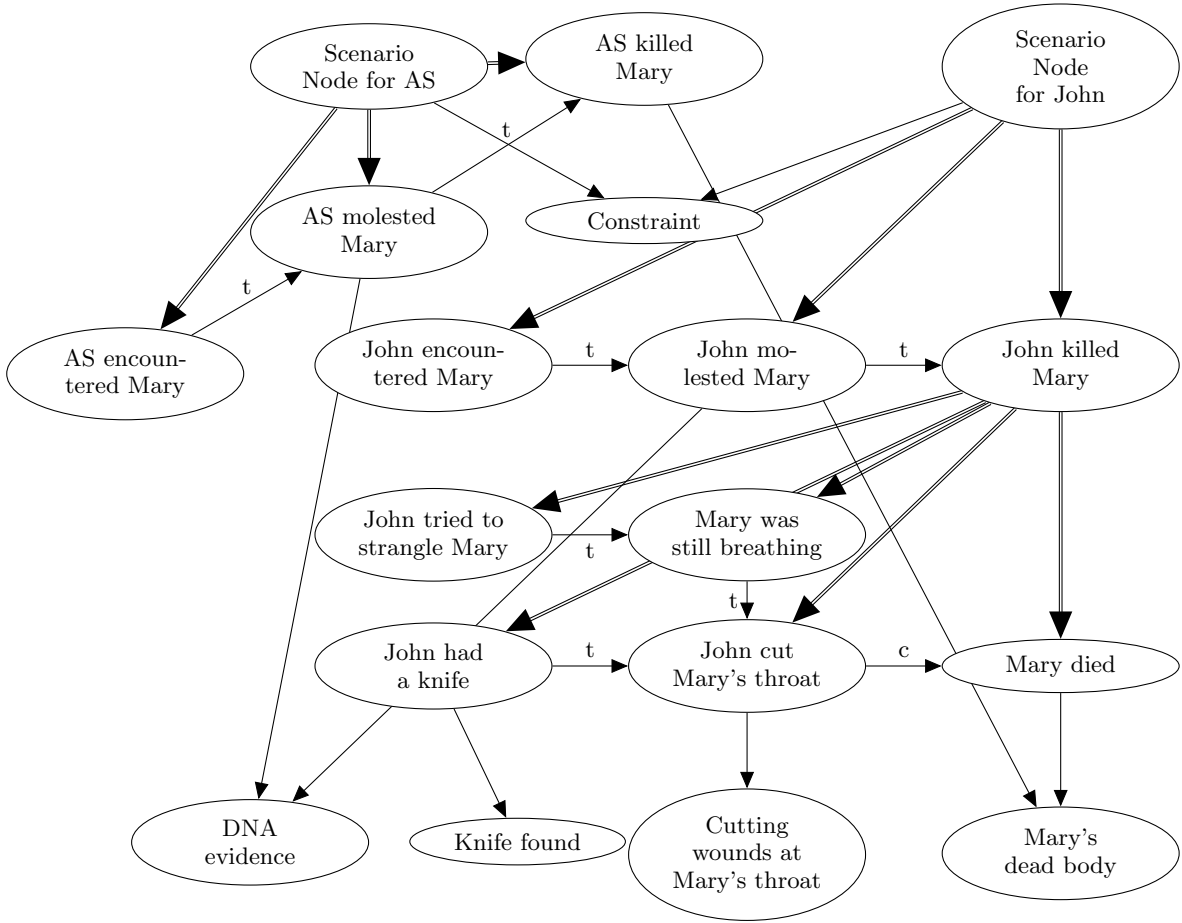 Scenario
Node for AS
AS killed
Mary
Scenario
Node
for John
t
AS molested
Mary
Constraint
t
AS encoun-
tered Mary
John encoun-
tered Mary
t
John mo-
lested Mary
t
John killed
Mary
John tried to
strangle Mary
t
Mary was
still breathing
t
John had
a knife
t
John cut
Mary's throat
c
Mary died
DNA
evidence
Knife found
Cutting
wounds at
Mary's throat
Mary's
dead body